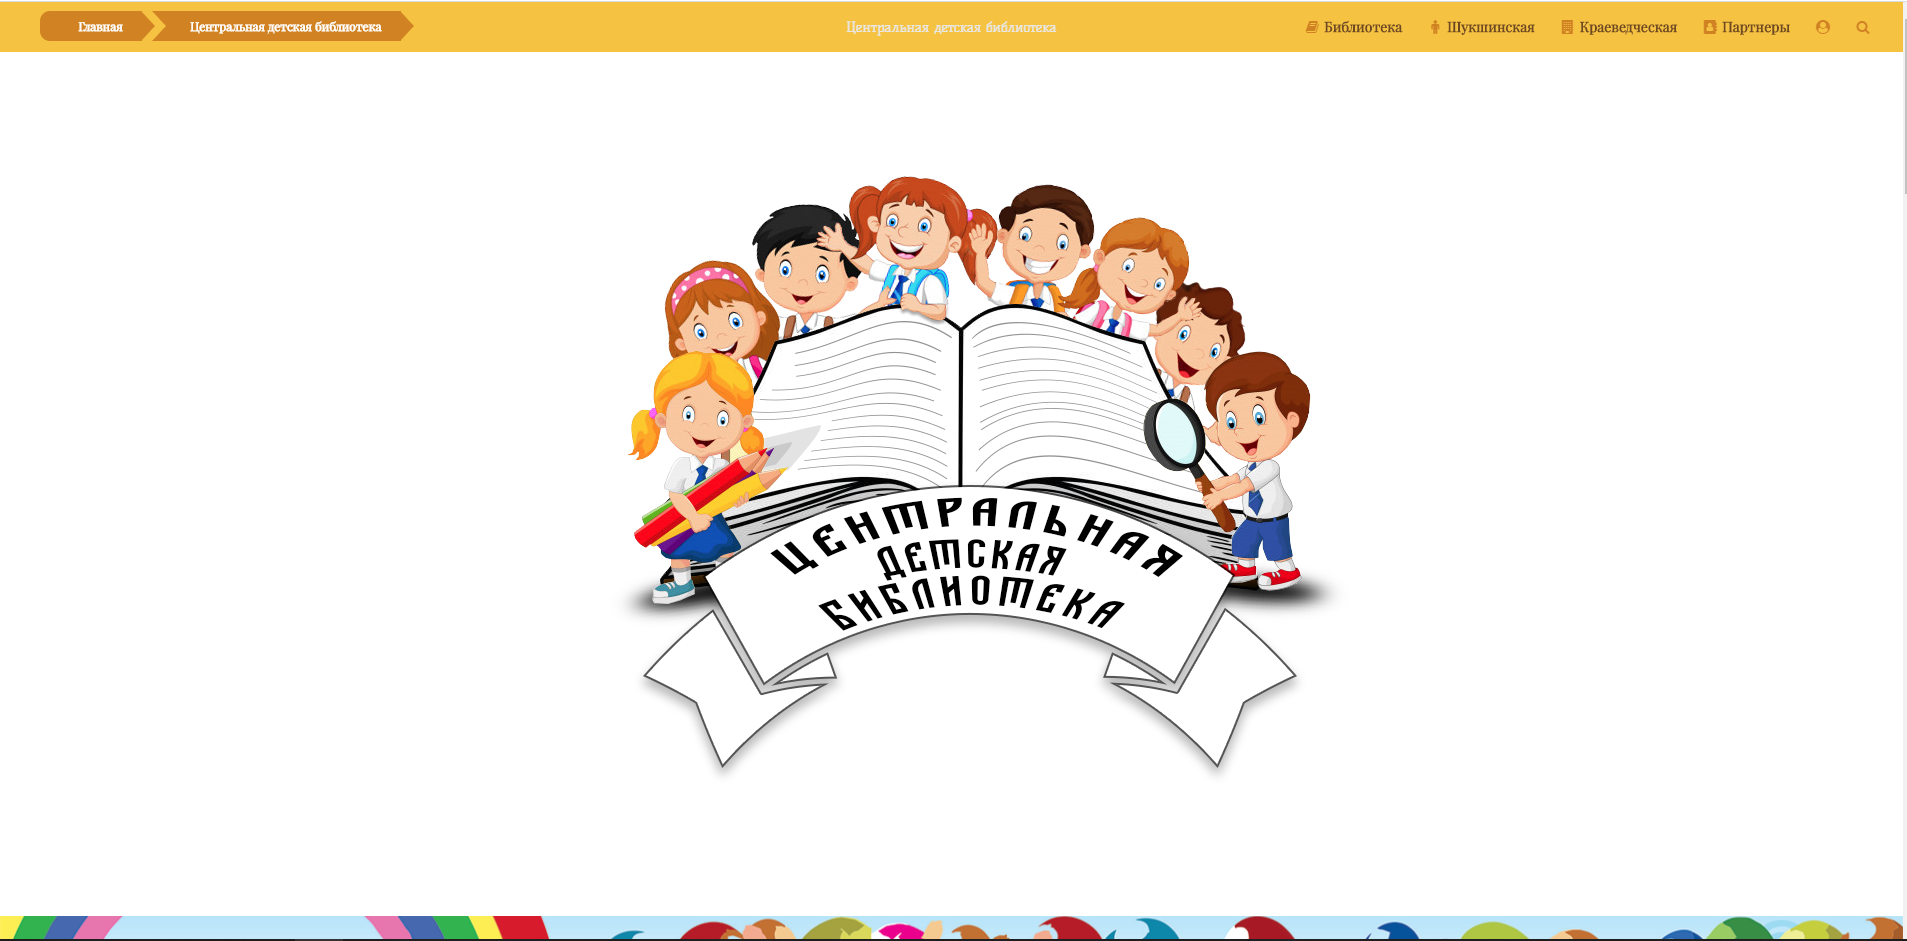 Главная
Центральная детская библиотека
Центральная детская библиотека
Библиотека
Шукшинская
Краеведческая
Партнеры
ЦЕНТРАЛЬНАЯ
ДЕТСКАЯ
БИБЛИОТЕКА